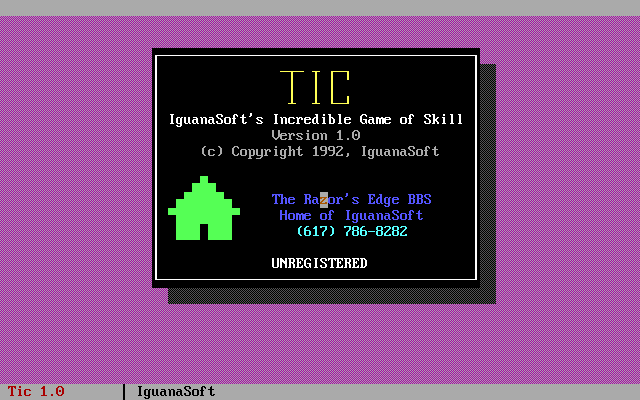 TIC
IguanaSoft's Incredible Game of Skill
Version 1.0
(c) Copyright 1992, IguanaSoft
The Razor's Edge BBS
Home of IguanaSoft
(617) 786-8282
UNREGISTERED
Tic 1.0 | IguanaSoft